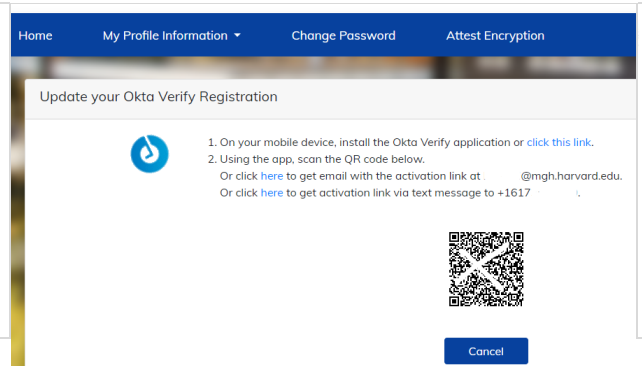 Home My Profile Information Change Password Attest Encryption
Update your Okta Verify Registration
1. On your mobile device, install the Okta Verify application or click this link.
2. Using the app, scan the QR code below.
Or click here to get email with the activation link at @mgh.harvard.edu.
Or click here to get activation link via text message to +1617 .
Cancel